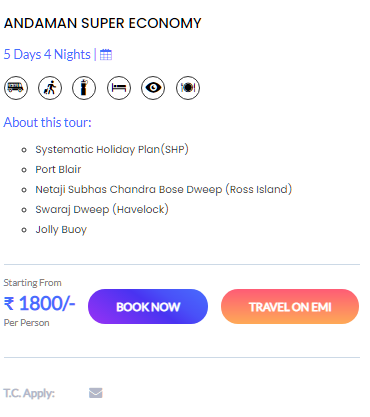 ANDAMAN SUPER ECONOMY
5 Days 4 Nights |
About this tour:
Systematic Holiday Plan(SHP)
Port Blair
Netaji Subhas Chandra Bose Dweep (Ross Island)
Swaraj Dweep (Havelock)
Jolly Buoy
Starting From
₹ 1800/-
Per Person
BOOK NOW
TRAVEL ON EMI
T.C. Apply: